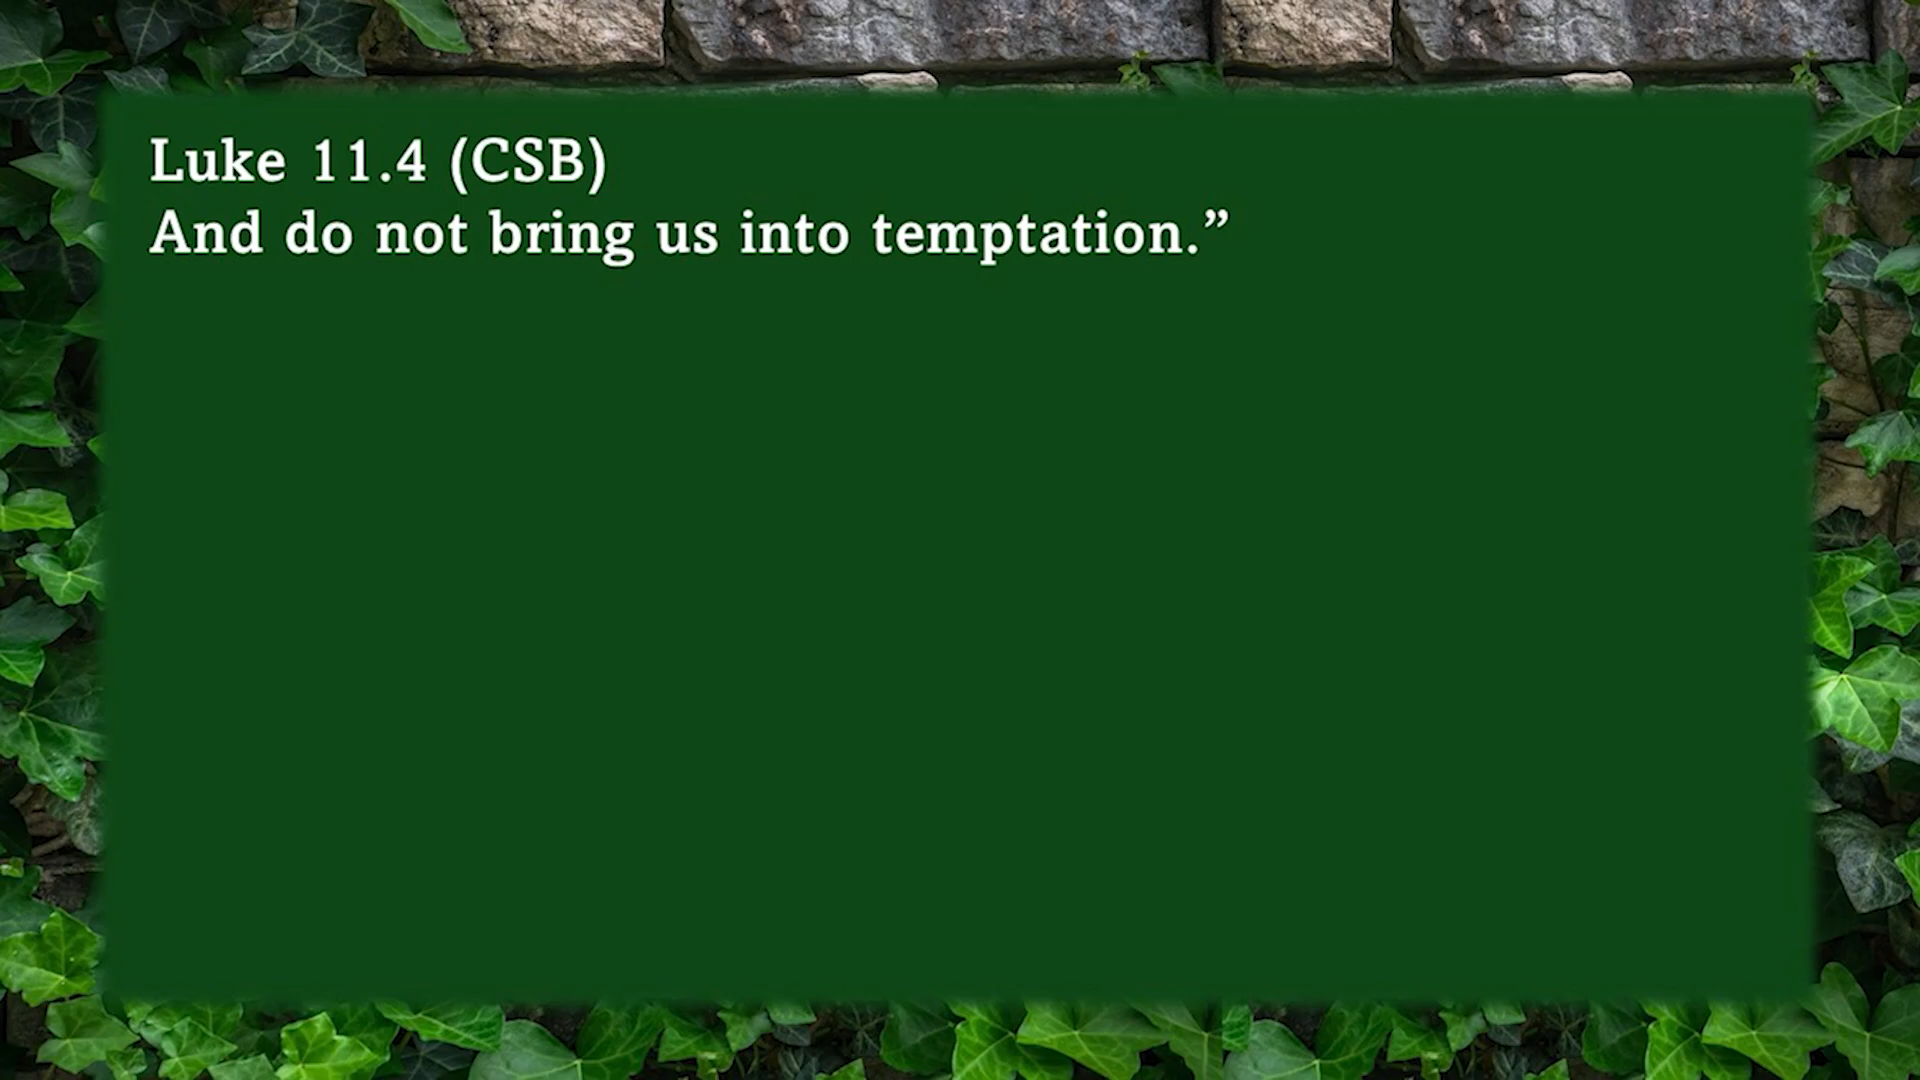 Luke 11.4 (CSB)
And do not bring us into temptation.”